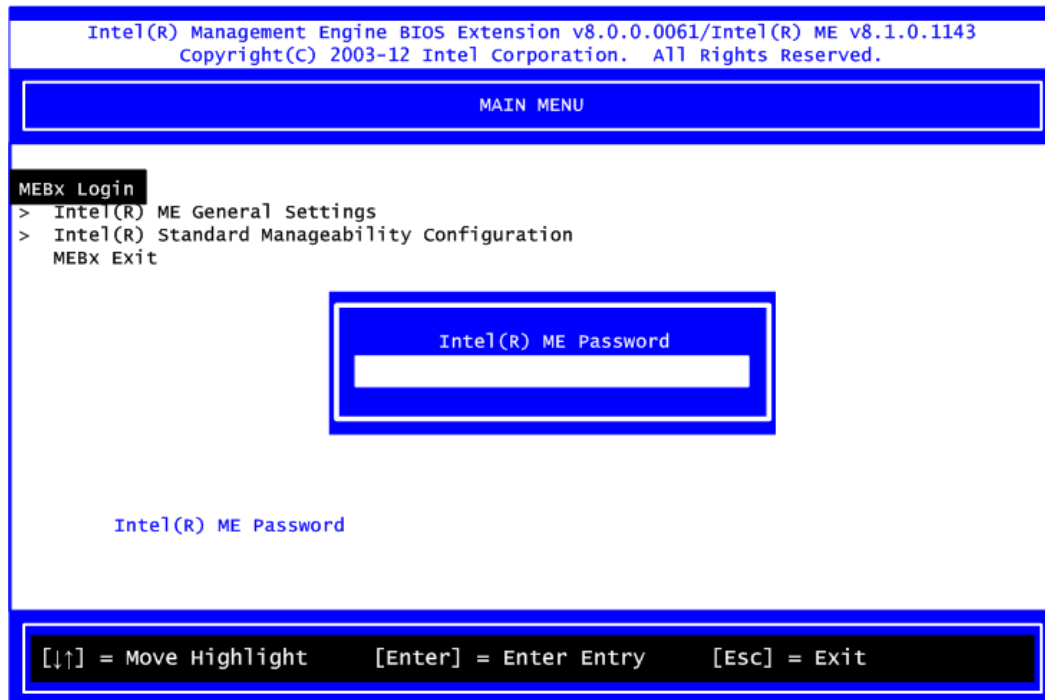 Intel(R) Management Engine BIOS Extension v8.0.0.0061/Intel(R) ME v8.1.0.1143
Copyright(C) 2003-12 Intel Corporation.  All Rights Reserved.
MAIN MENU
MEBx Login
>  Intel(R) ME General Settings
>  Intel(R) Standard Manageability Configuration
MEBx Exit
Intel(R) ME Password
Intel(R) ME Password
[↓↑] = Move Highlight      [Enter] = Enter Entry      [Esc] = Exit